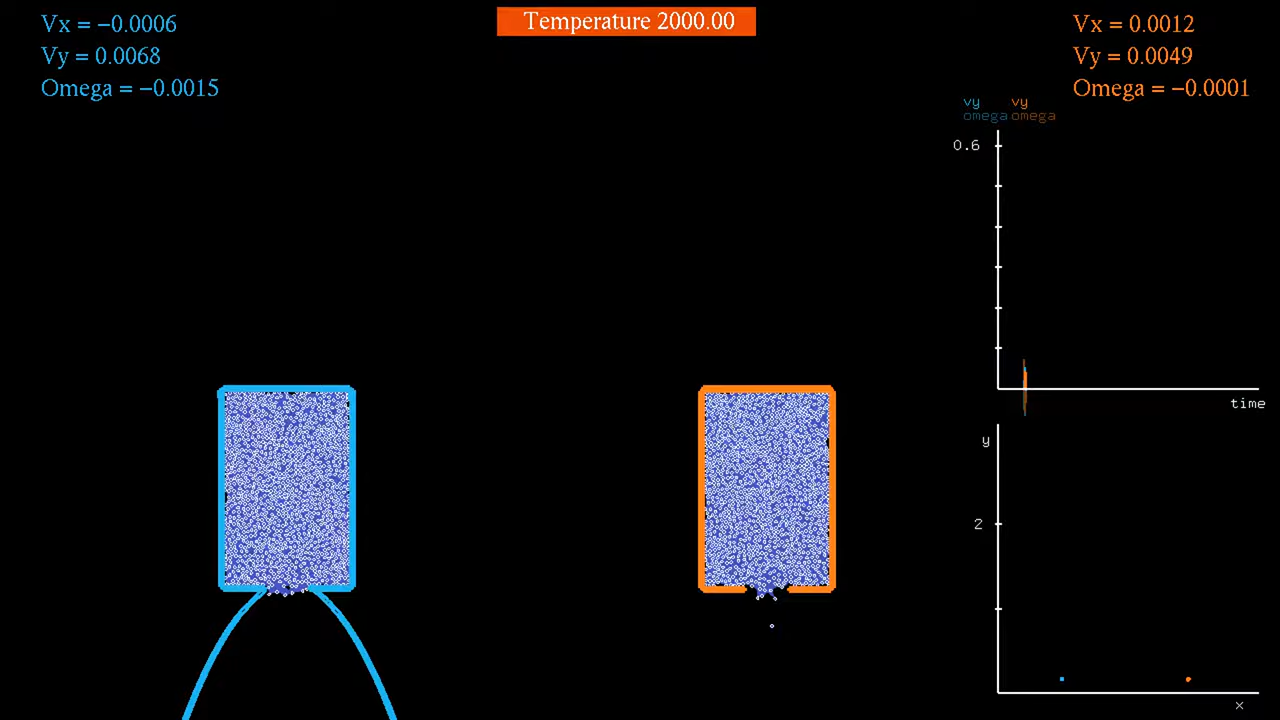 Vx = −0.0006
Vy = 0.0068
Omega = −0.0015
Temperature 2000.00
Vx = 0.0012
Vy = 0.0049
Omega = −0.0001
vy vy
omega omega
0.6
time
y
2
x